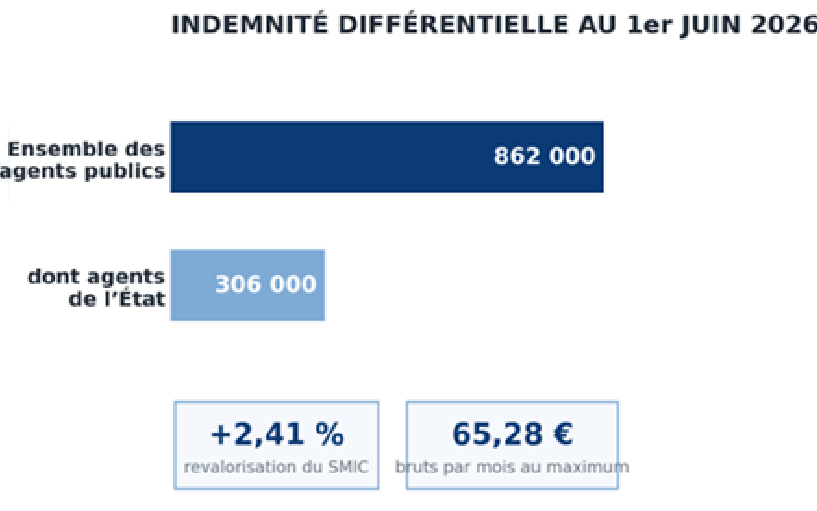 INDEMNITÉ DIFFÉRENTIELLE AU 1er JUIN 2026
Ensemble des
agents publics
862 000
dont agents
de l’État
306 000
+2,41 %
revalorisation du SMIC
65,28 €
bruts par mois au maximum